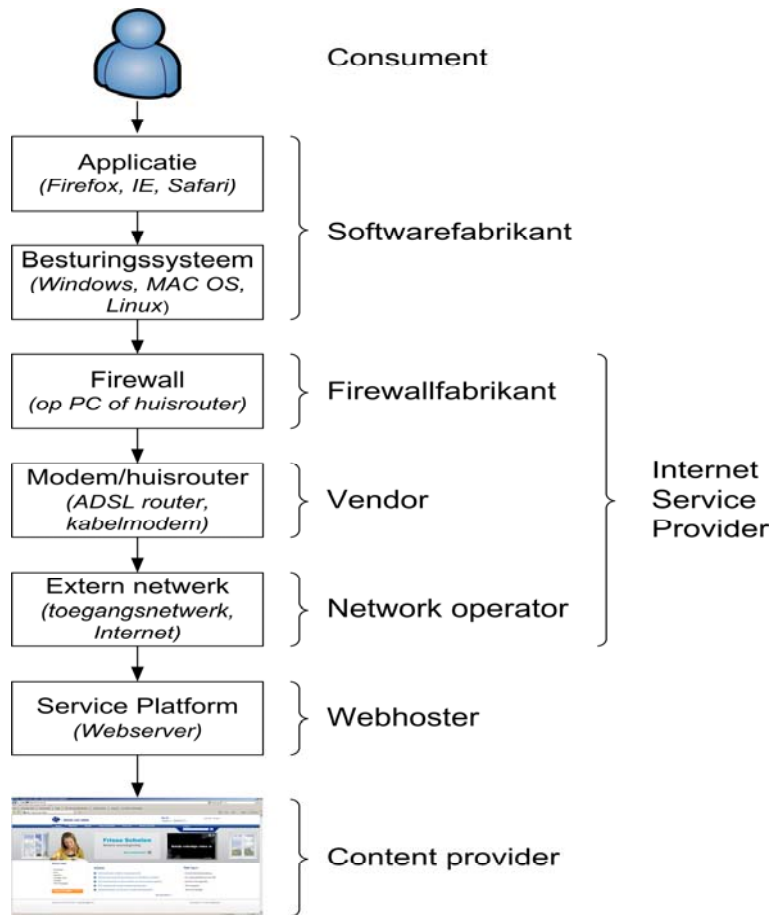 Consument
Applicatie
(Firefox, IE, Safari)
Softwarefabrikant
Besturingssysteem
(Windows, MAC OS,
Linux)
Firewall
(op PC of huisrouter)
Firewallfabrikant
Modem/huisrouter
(ADSL router,
kabelmodem)
Vendor
Internet
Service
Provider
Extern netwerk
(toegangsnetwerk,
Internet)
Network operator
Service Platform
(Webserver)
Webhoster
Content provider